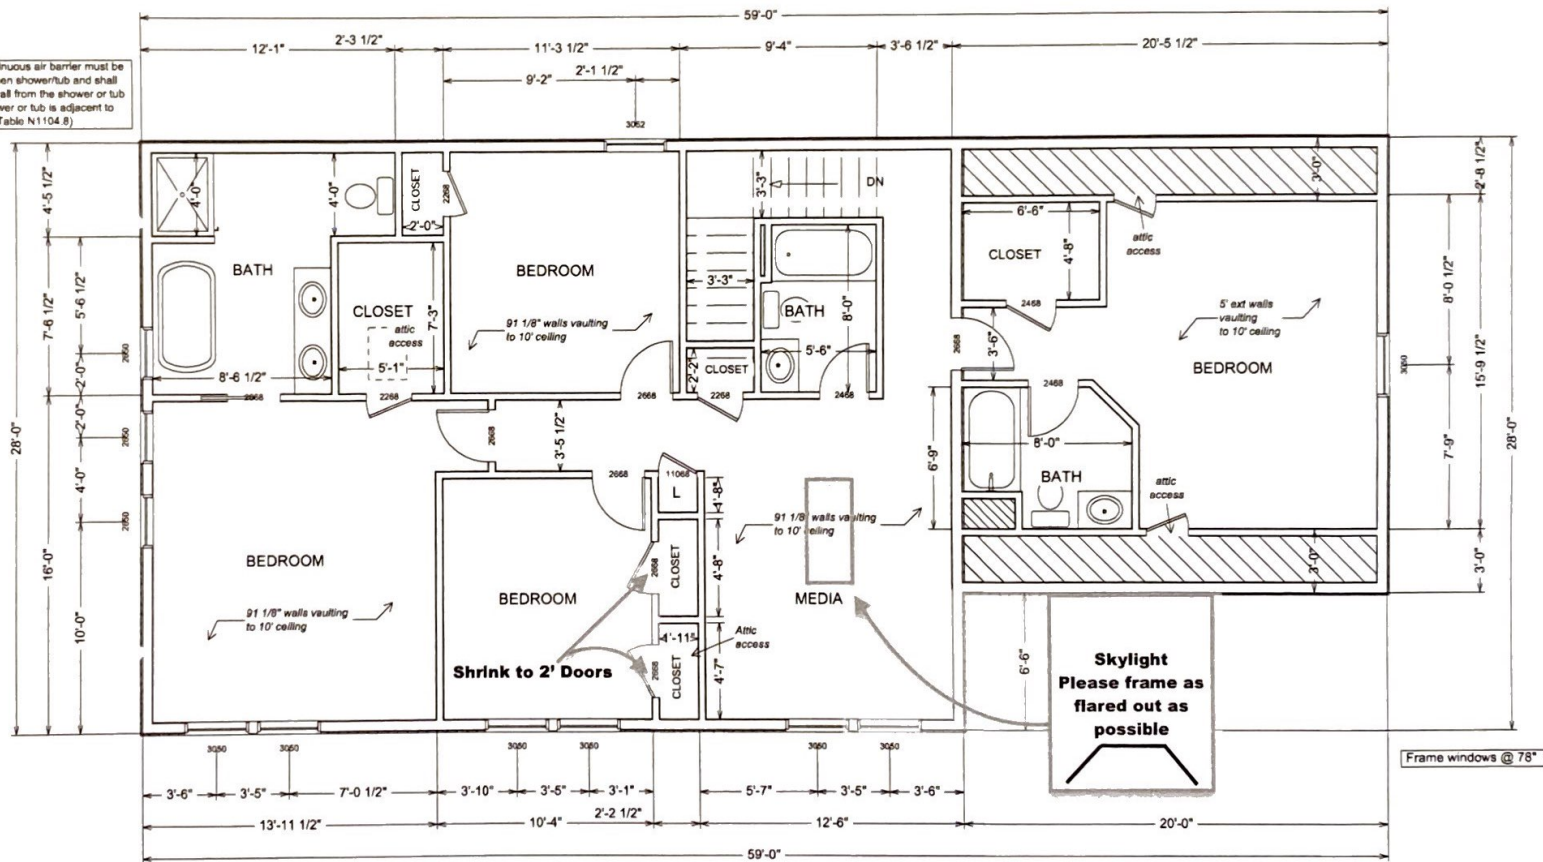 59'-0"
12'-1"
2'-3 1/2"
11'-3 1/2"
9'-4"
3'-6 1/2"
20'-5 1/2"
9'-2"
2'-1 1/2"
inuous air barrier must be
en shower/tub and shall
all from the shower or tub
wer or tub is adjacent to
Table N1104.8)
3052
28'-0"
4'-5 1/2"
7'-6 1/2"
16'-0"
5'-6 1/2"
2'-0"
2'-0"
4'-0"
10'-0"
4'-0"
4'-0"
CLOSET
2268
2'-0"
BATH
8'-6 1/2"
2668
CLOSET
attic
access
7'-3"
5'-1"
2268
BEDROOM
91 1/8" walls vaulting
to 10' ceiling
2668
3'-3"
DN
3'-3"
BATH
8'-0"
5'-6"
2'-2"
CLOSET
2268
2468
3'-0"
6'-6"
CLOSET
4'-8"
2468
attic
access
5' ext walls
vaulting
to 10' ceiling
BEDROOM
2668
3'-6"
2468
8'-0"
BATH
6'-9"
attic
access
3'-0"
3050
2'-8 1/2"
8'-0 1/2"
15'-9 1/2"
7'-9"
3'-0"
28'-0"
2668
3'-5 1/2"
2668
11068
L
4'-8"
BEDROOM
91 1/8" walls vaulting
to 10' ceiling
BEDROOM
2668
CLOSET
4'-8"
Shrink to 2' Doors
2668
CLOSET
4'-11"
4'-7"
Attic
access
91 1/8" walls vaulting
to 10' ceiling
MEDIA
6'-6"
Skylight
Please frame as
flared out as
possible
Frame windows @ 78"
3050
3050
3050
3050
3050
3050
3'-6"
3'-5"
7'-0 1/2"
3'-10"
3'-5"
3'-1"
5'-7"
3'-5"
3'-6"
13'-11 1/2"
10'-4"
2'-2 1/2"
12'-6"
20'-0"
59'-0"